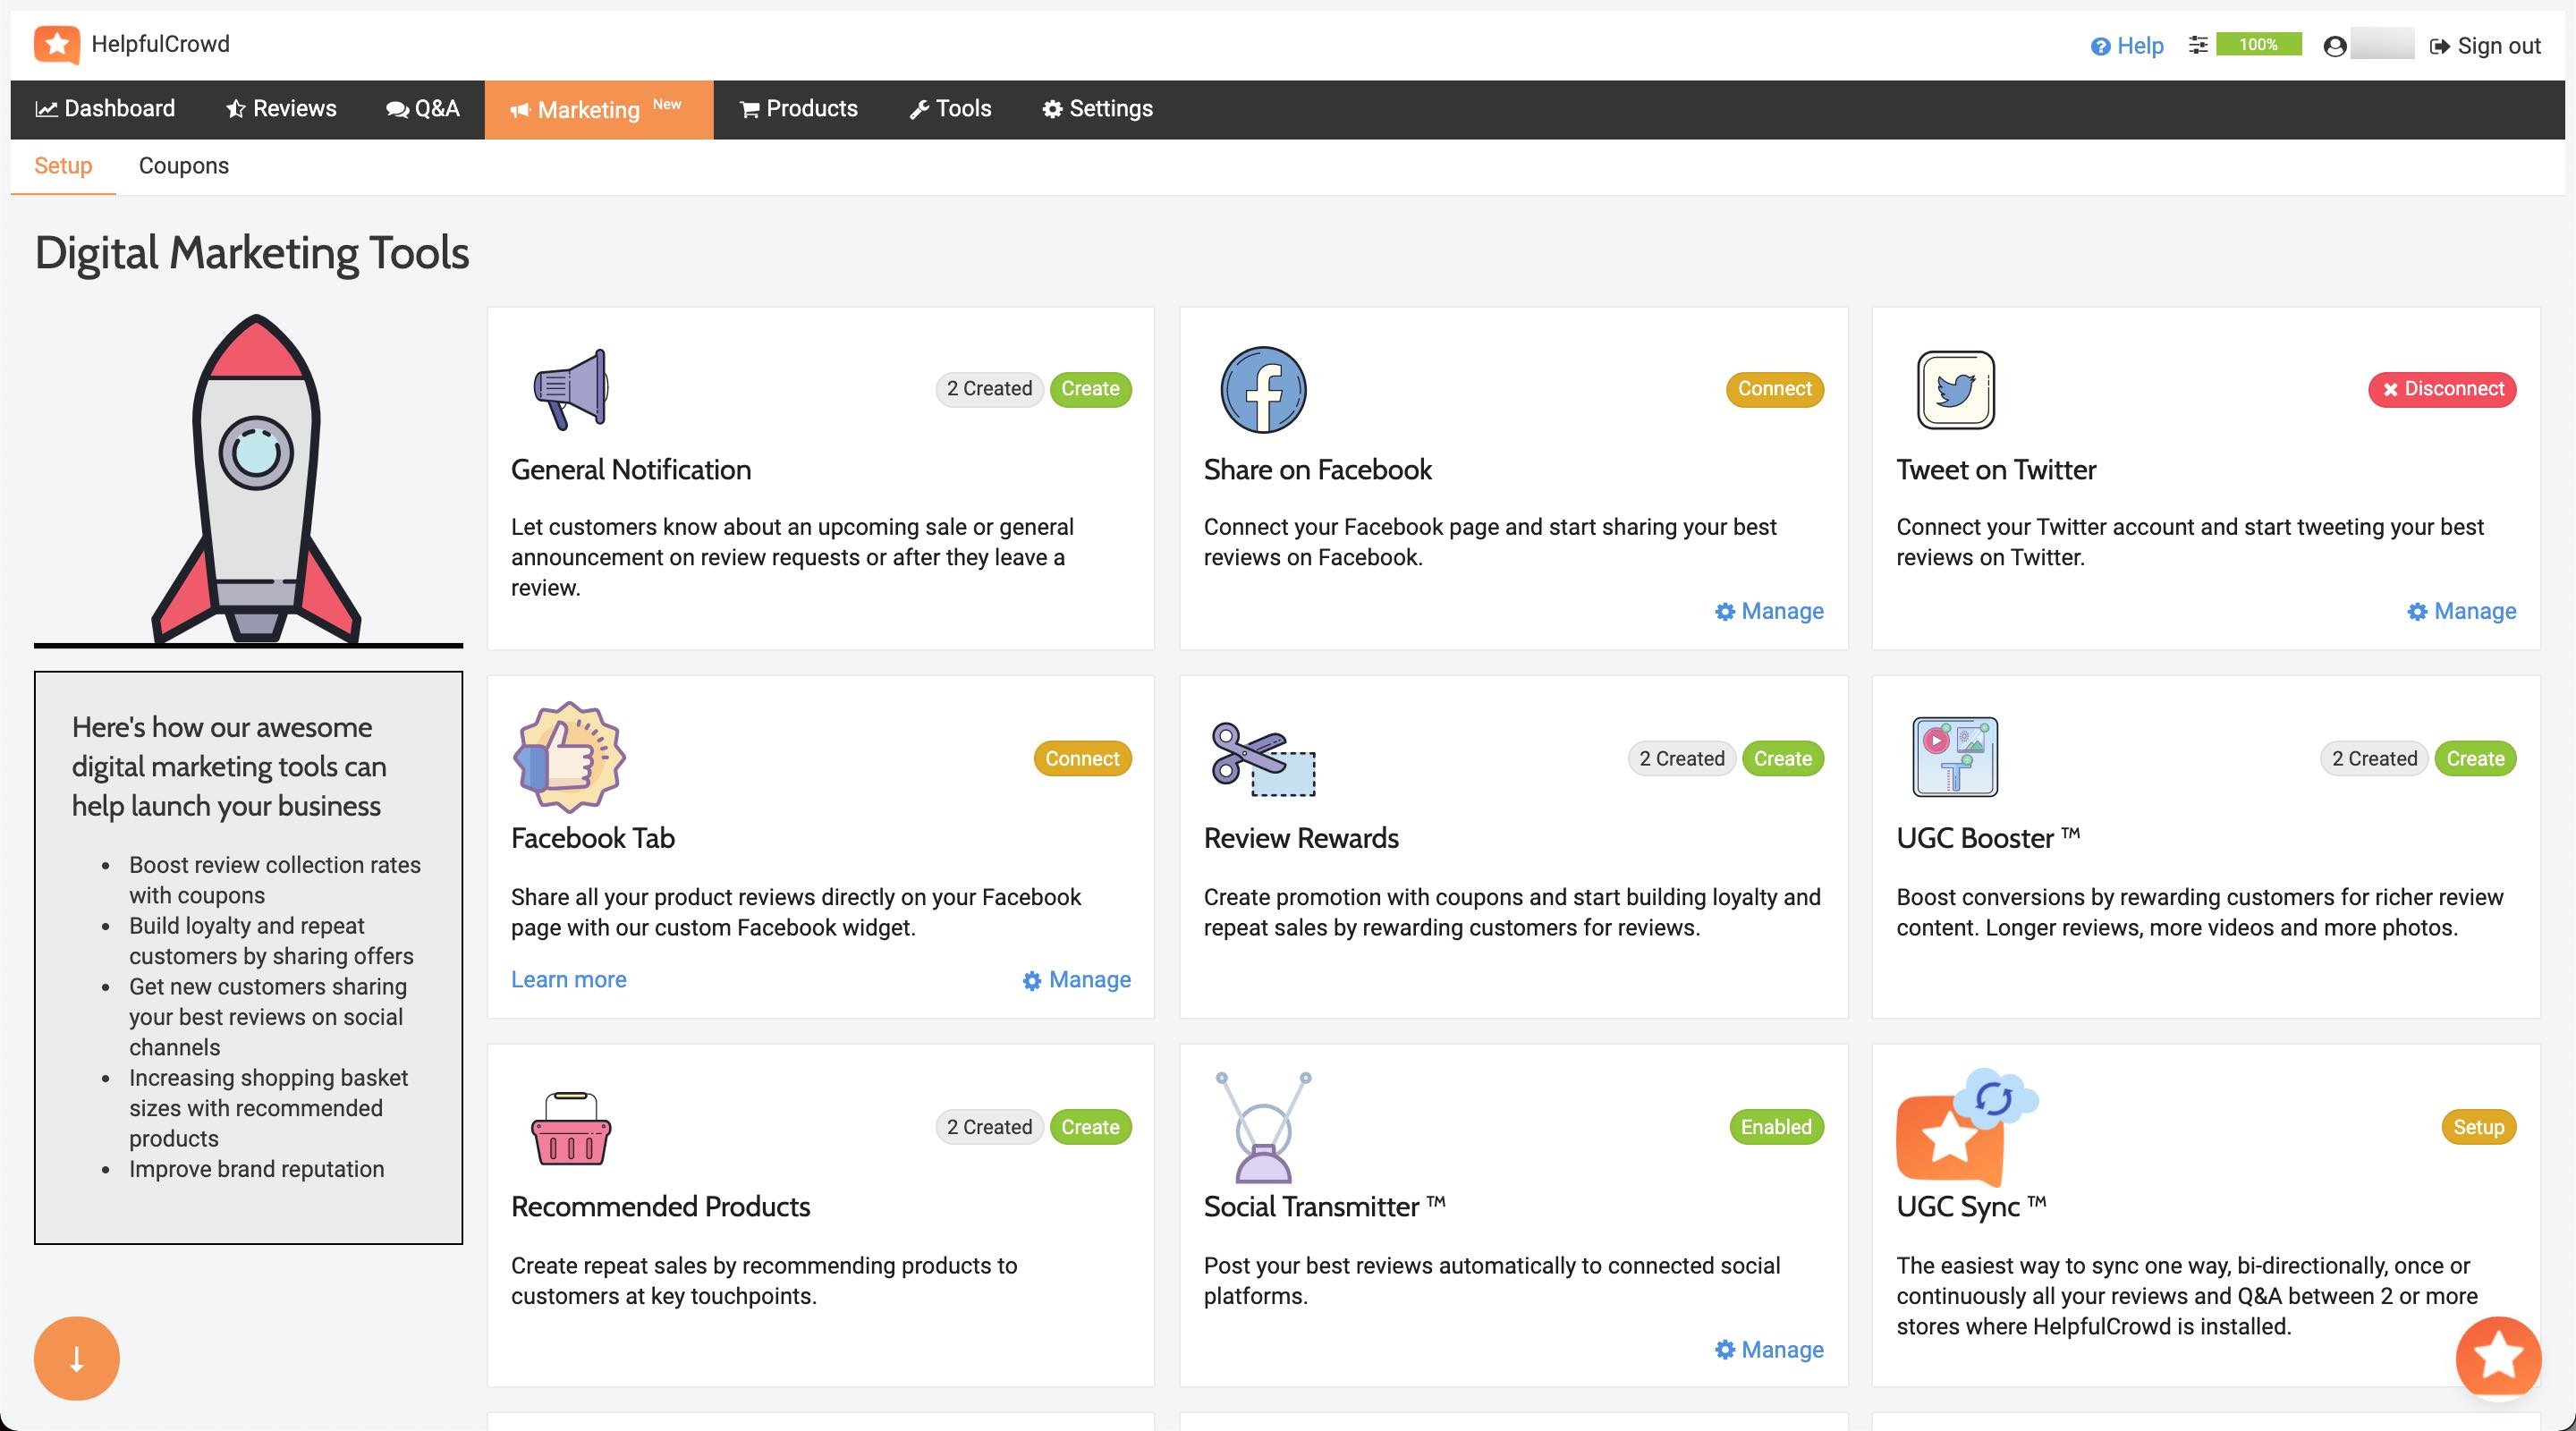 HelpfulCrowd
Help
100%
Sign out
Dashboard
Reviews
Q&A
Marketing New
Products
Tools
Settings
Setup
Coupons
Digital Marketing Tools
Here's how our awesome
digital marketing tools can
help launch your business
• Boost review collection rates
with coupons
• Build loyalty and repeat
customers by sharing offers
• Get new customers sharing
your best reviews on social
channels
• Increasing shopping basket
sizes with recommended
products
• Improve brand reputation
2 Created Create
General Notification
Let customers know about an upcoming sale or general
announcement on review requests or after they leave a
review.
Connect
Share on Facebook
Connect your Facebook page and start sharing your best
reviews on Facebook.
Manage
Disconnect
Tweet on Twitter
Connect your Twitter account and start tweeting your best
reviews on Twitter.
Manage
Connect
Facebook Tab
Share all your product reviews directly on your Facebook
page with our custom Facebook widget.
Learn more
Manage
2 Created Create
Review Rewards
Create promotion with coupons and start building loyalty and
repeat sales by rewarding customers for reviews.
2 Created Create
UGC Booster ™
Boost conversions by rewarding customers for richer review
content. Longer reviews, more videos and more photos.
2 Created Create
Recommended Products
Create repeat sales by recommending products to
customers at key touchpoints.
Enabled
Social Transmitter ™
Post your best reviews automatically to connected social
platforms.
Manage
Setup
UGC Sync ™
The easiest way to sync one way, bi-directionally, once or
continuously all your reviews and Q&A between 2 or more
stores where HelpfulCrowd is installed.